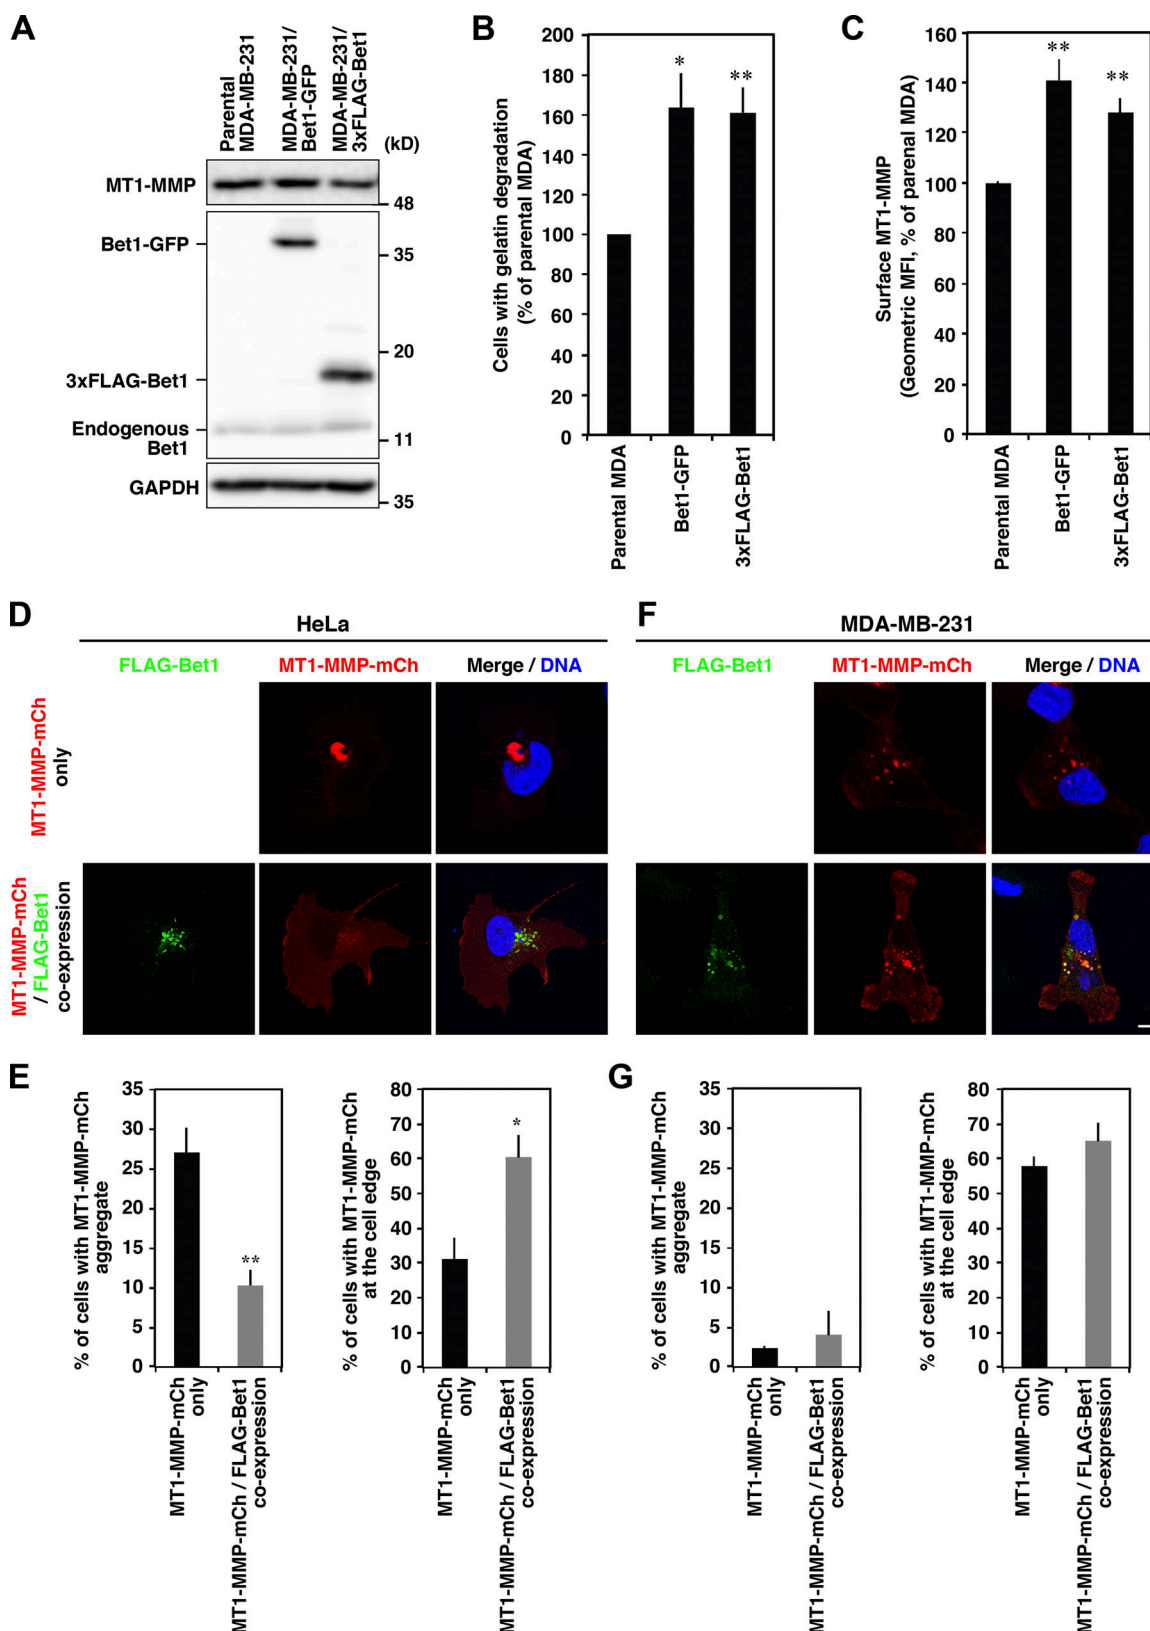 A
Parental
MDA-MB-231
MDA-MB-231/
Bet1-GFP
MDA-MB-231/
3xFLAG-Bet1
(kD)
MT1-MMP
48
Bet1-GFP
35
20
3xFLAG-Bet1
Endogenous
Bet1
11
GAPDH
35
B
Cells with gelatin degradation
(% of parental MDA)
200
180
160
140
120
100
80
60
40
20
0
*
**
Parental MDA
Bet1-GFP
3xFLAG-Bet1
C
Surface MT1-MMP
(Geometric MFI, % of parenal MDA)
160
140
120
100
80
60
40
20
0
**
**
Parental MDA
Bet1-GFP
3xFLAG-Bet1
D
HeLa
FLAG-Bet1
MT1-MMP-mCh
Merge / DNA
MT1-MMP-mCh
only
MT1-MMP-mCh
/ FLAG-Bet1
co-expression
F
MDA-MB-231
FLAG-Bet1
MT1-MMP-mCh
Merge / DNA
E
% of cells with MT1-MMP-mCh
aggregate
35
30
25
20
15
10
5
0
**
MT1-MMP-mCh
only
MT1-MMP-mCh / FLAG-Bet1
co-expression
% of cells with MT1-MMP-mCh
at the cell edge
80
70
60
50
40
30
20
10
0
*
MT1-MMP-mCh
only
MT1-MMP-mCh / FLAG-Bet1
co-expression
G
% of cells with MT1-MMP-mCh
aggregate
35
30
25
20
15
10
5
0
MT1-MMP-mCh
only
MT1-MMP-mCh / FLAG-Bet1
co-expression
% of cells with MT1-MMP-mCh
at the cell edge
80
70
60
50
40
30
20
10
0
MT1-MMP-mCh
only
MT1-MMP-mCh / FLAG-Bet1
co-expression